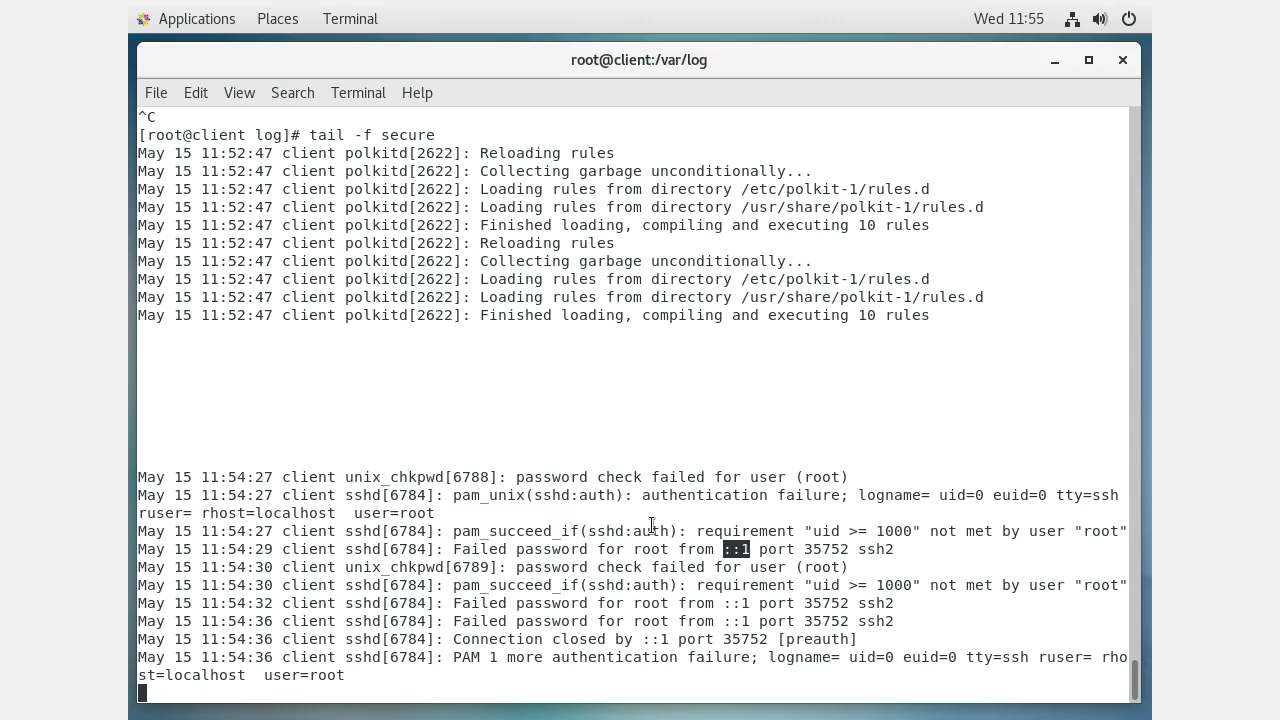 Applications Places Terminal Wed 11:55
root@client:/var/log
File Edit View Search Terminal Help
^C
[root@client log]# tail -f secure
May 15 11:52:47 client polkitd[2622]: Reloading rules
May 15 11:52:47 client polkitd[2622]: Collecting garbage unconditionally...
May 15 11:52:47 client polkitd[2622]: Loading rules from directory /etc/polkit-1/rules.d
May 15 11:52:47 client polkitd[2622]: Loading rules from directory /usr/share/polkit-1/rules.d
May 15 11:52:47 client polkitd[2622]: Finished loading, compiling and executing 10 rules
May 15 11:52:47 client polkitd[2622]: Reloading rules
May 15 11:52:47 client polkitd[2622]: Collecting garbage unconditionally...
May 15 11:52:47 client polkitd[2622]: Loading rules from directory /etc/polkit-1/rules.d
May 15 11:52:47 client polkitd[2622]: Loading rules from directory /usr/share/polkit-1/rules.d
May 15 11:52:47 client polkitd[2622]: Finished loading, compiling and executing 10 rules
May 15 11:54:27 client unix_chkpwd[6788]: password check failed for user (root)
May 15 11:54:27 client sshd[6784]: pam_unix(sshd:auth): authentication failure; logname= uid=0 euid=0 tty=ssh
ruser= rhost=localhost  user=root
May 15 11:54:27 client sshd[6784]: pam_succeed_if(sshd:auth): requirement "uid >= 1000" not met by user "root"
May 15 11:54:29 client sshd[6784]: Failed password for root from ::1 port 35752 ssh2
May 15 11:54:30 client unix_chkpwd[6789]: password check failed for user (root)
May 15 11:54:30 client sshd[6784]: pam_succeed_if(sshd:auth): requirement "uid >= 1000" not met by user "root"
May 15 11:54:32 client sshd[6784]: Failed password for root from ::1 port 35752 ssh2
May 15 11:54:36 client sshd[6784]: Failed password for root from ::1 port 35752 ssh2
May 15 11:54:36 client sshd[6784]: Connection closed by ::1 port 35752 [preauth]
May 15 11:54:36 client sshd[6784]: PAM 1 more authentication failure; logname= uid=0 euid=0 tty=ssh ruser= rho
st=localhost  user=root